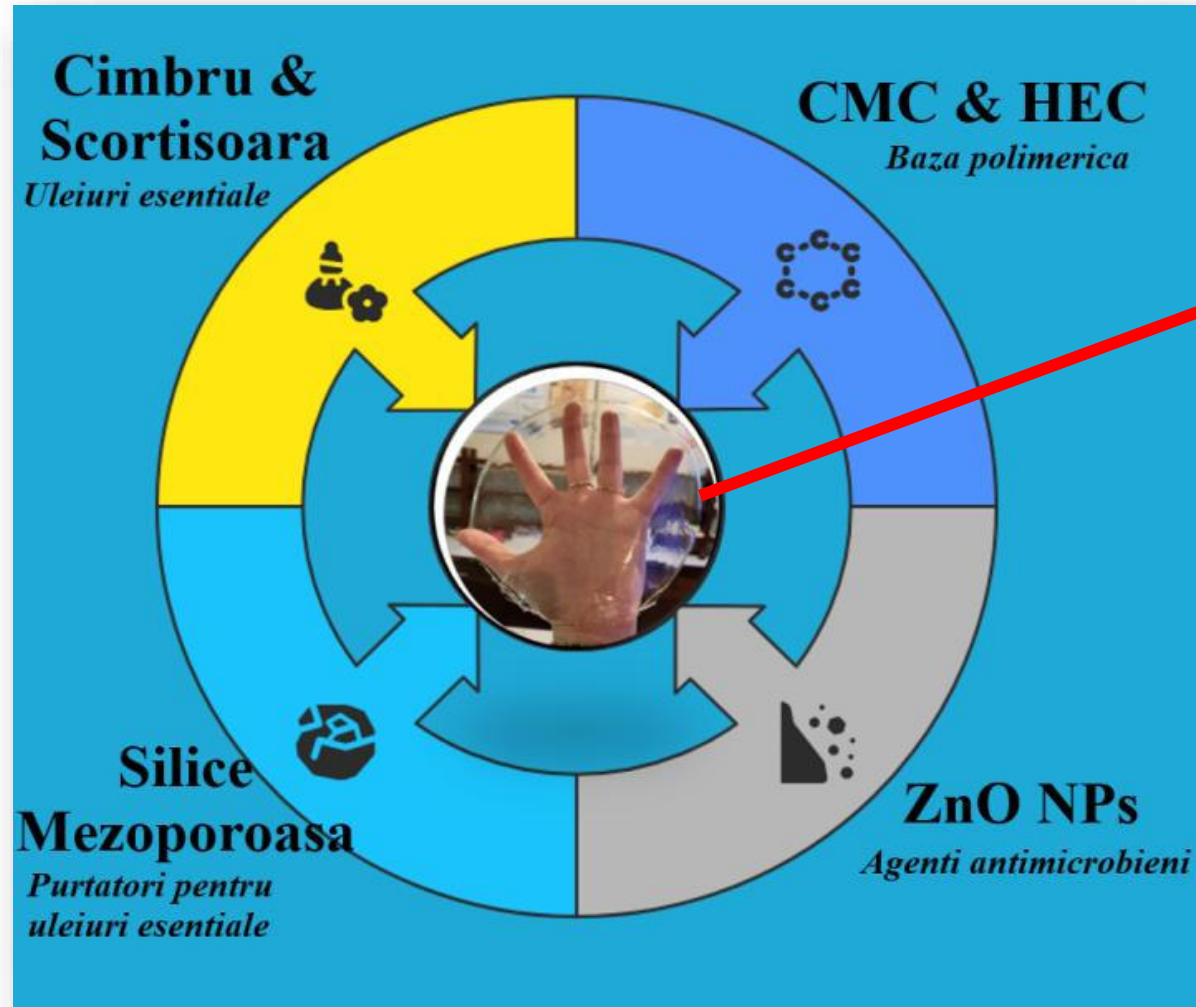 Cimbru &
Scortisoara
Uleiuri esentiale
CMC & HEC
Baza polimerica
C C C
C C C
Silice
Mezoporoasa
Purtatori pentru
uleiuri esentiale
ZnO NPs
Agenti antimicrobieni